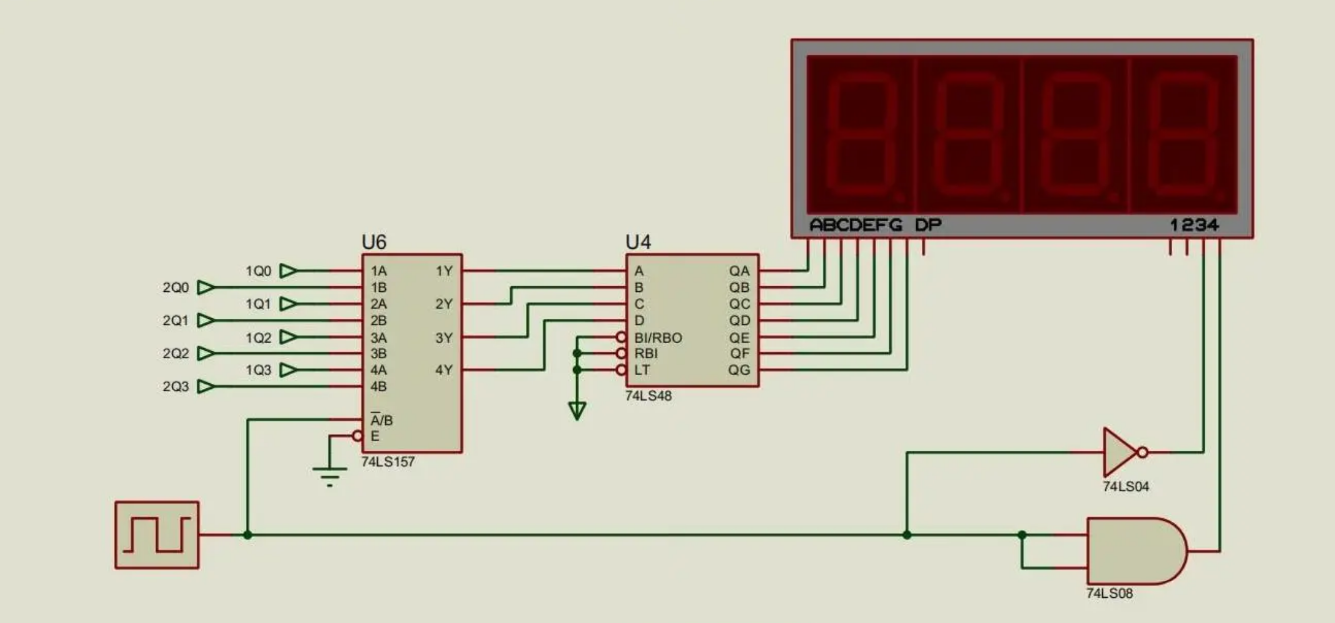 ABCDEFG DP
1234
U6
U4
1Q0
1A
1Y
A
QA
2Q0
1B
B
QB
1Q1
2A
2Y
C
QC
2Q1
2B
D
QD
1Q2
3A
3Y
BI/RBO
QE
2Q2
3B
RBI
QF
1Q3
4A
4Y
LT
QG
2Q3
4B
74LS48
A/B
E
74LS157
74LS04
74LS08